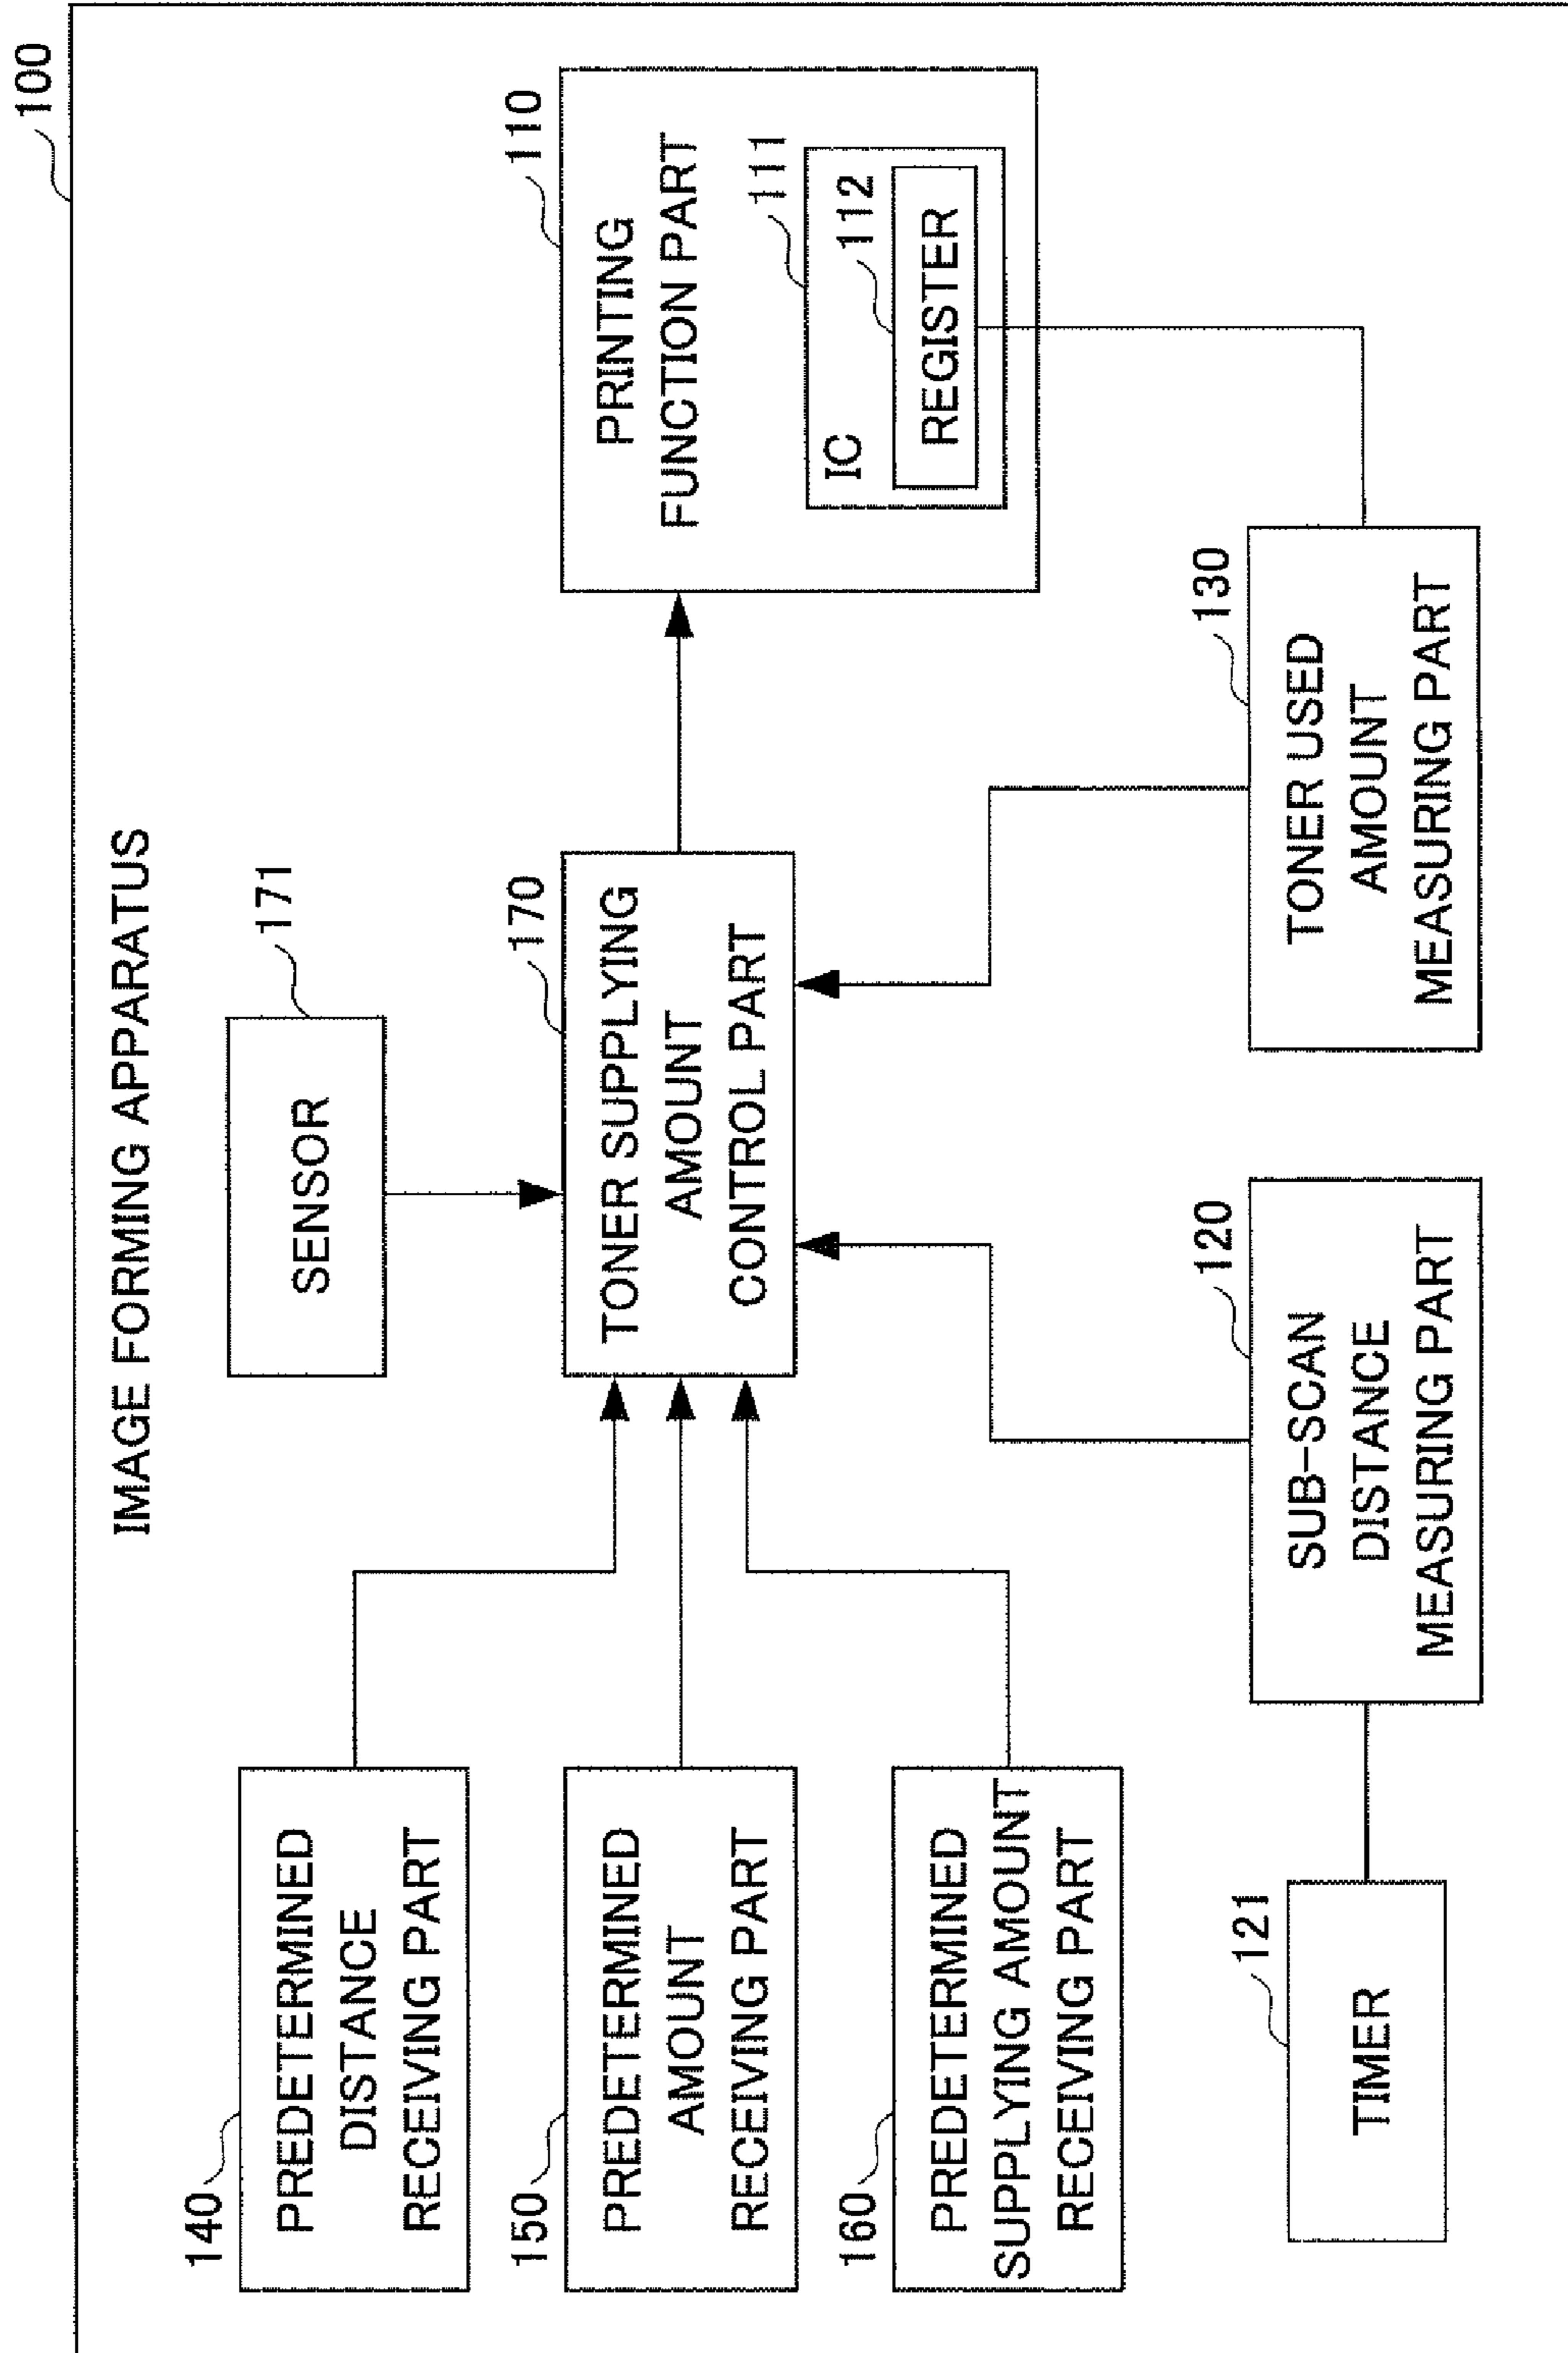 100
IMAGE FORMING APPARATUS
SENSOR
171
140
PREDETERMINED
DISTANCE
RECEIVING PART
150
PREDETERMINED
AMOUNT
RECEIVING PART
160
PREDETERMINED
SUPPLYING AMOUNT
RECEIVING PART
170
TONER SUPPLYING
AMOUNT
CONTROL PART
110
PRINTING
FUNCTION PART
111
IC
112
REGISTER
121
TIMER
120
SUB-SCAN
DISTANCE
MEASURING PART
130
TONER USED
AMOUNT
MEASURING PART